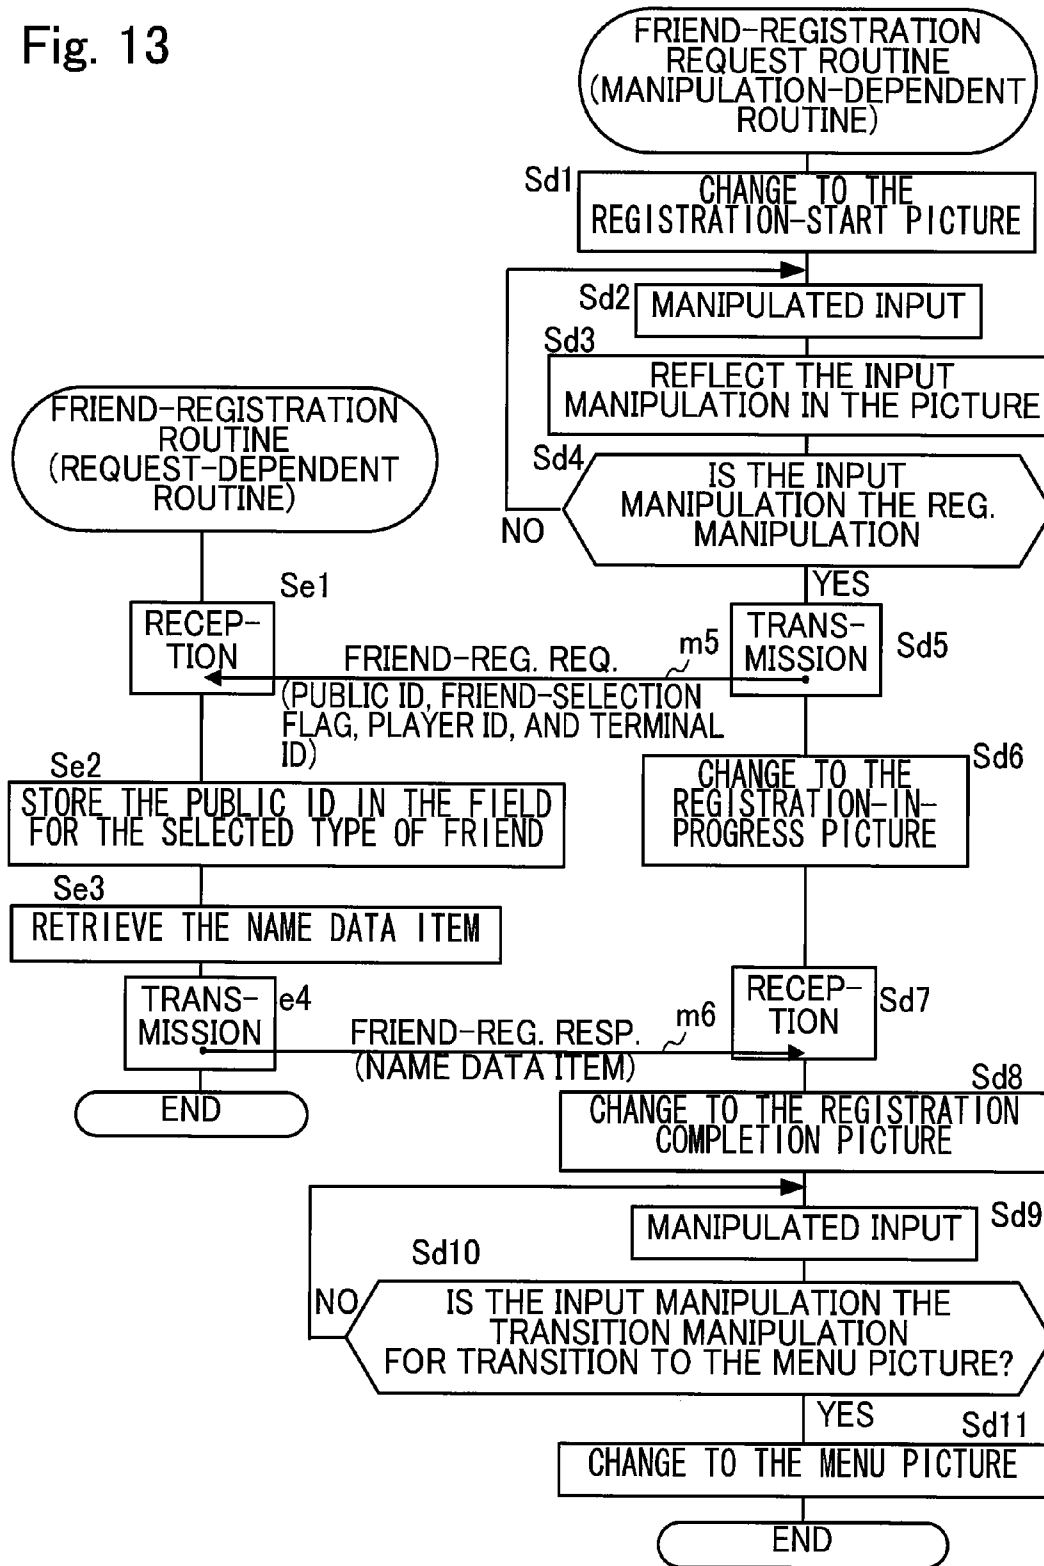 Fig. 13
FRIEND-REGISTRATION
REQUEST ROUTINE
(MANIPULATION-DEPENDENT
ROUTINE)
Sd1
CHANGE TO THE
REGISTRATION-START PICTURE
Sd2
MANIPULATED INPUT
Sd3
REFLECT THE INPUT
MANIPULATION IN THE PICTURE
Sd4
IS THE INPUT
MANIPULATION THE REG.
MANIPULATION
NO
YES
FRIEND-REGISTRATION
ROUTINE
(REQUEST-DEPENDENT
ROUTINE)
Se1
RECEP-
TION
TRANS-
MISSION
Sd5
m5
FRIEND-REG. REQ.
(PUBLIC ID, FRIEND-SELECTION
FLAG, PLAYER ID, AND TERMINAL
ID)
Se2
STORE THE PUBLIC ID IN THE FIELD
FOR THE SELECTED TYPE OF FRIEND
Sd6
CHANGE TO THE
REGISTRATION-IN-
PROGRESS PICTURE
Se3
RETRIEVE THE NAME DATA ITEM
TRANS-
MISSION
e4
FRIEND-REG. RESP.
(NAME DATA ITEM)
m6
RECEP-
TION
Sd7
END
Sd8
CHANGE TO THE REGISTRATION
COMPLETION PICTURE
MANIPULATED INPUT
Sd9
Sd10
NO
IS THE INPUT MANIPULATION THE
TRANSITION MANIPULATION
FOR TRANSITION TO THE MENU PICTURE?
YES
Sd11
CHANGE TO THE MENU PICTURE
END